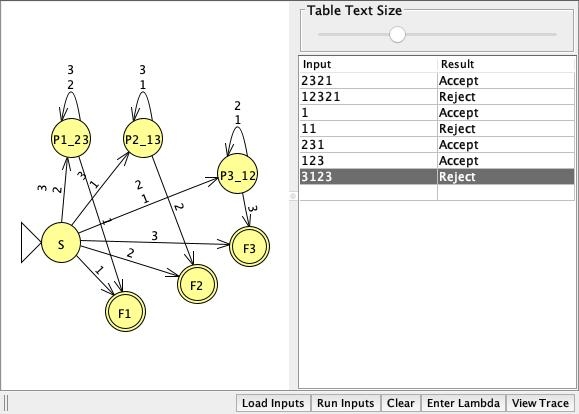 Table Text Size
Input Result
2321 Accept
12321 Reject
1 Accept
11 Reject
231 Accept
123 Accept
3123 Reject
3
2
3
1
2
1
P1_23
P2_13
P3_12
3
2
3
1
2
1
1
2
3
S
3
2
1
F3
F2
F1
Load Inputs Run Inputs Clear Enter Lambda View Trace